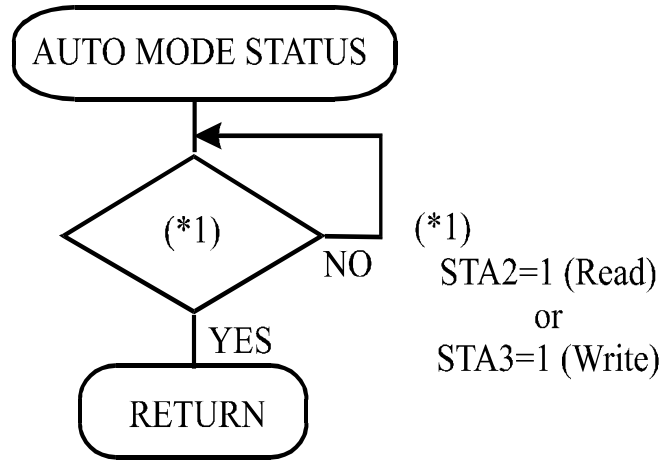 AUTO MODE STATUS
(*1)
NO
YES
RETURN
(*1)
STA2=1 (Read)
or
STA3=1 (Write)